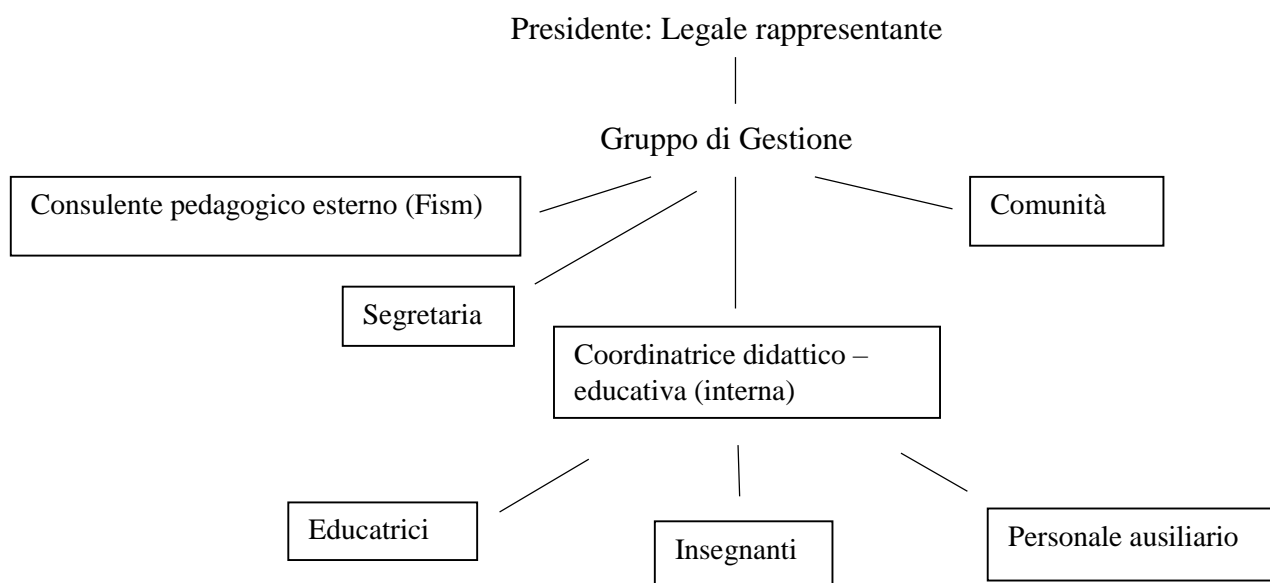 Presidente: Legale rappresentante
Gruppo di Gestione
Consulente pedagogico esterno (Fism)
Comunità
Segretaria
Coordinatrice didattico –
educativa (interna)
Educatrici
Insegnanti
Personale ausiliario